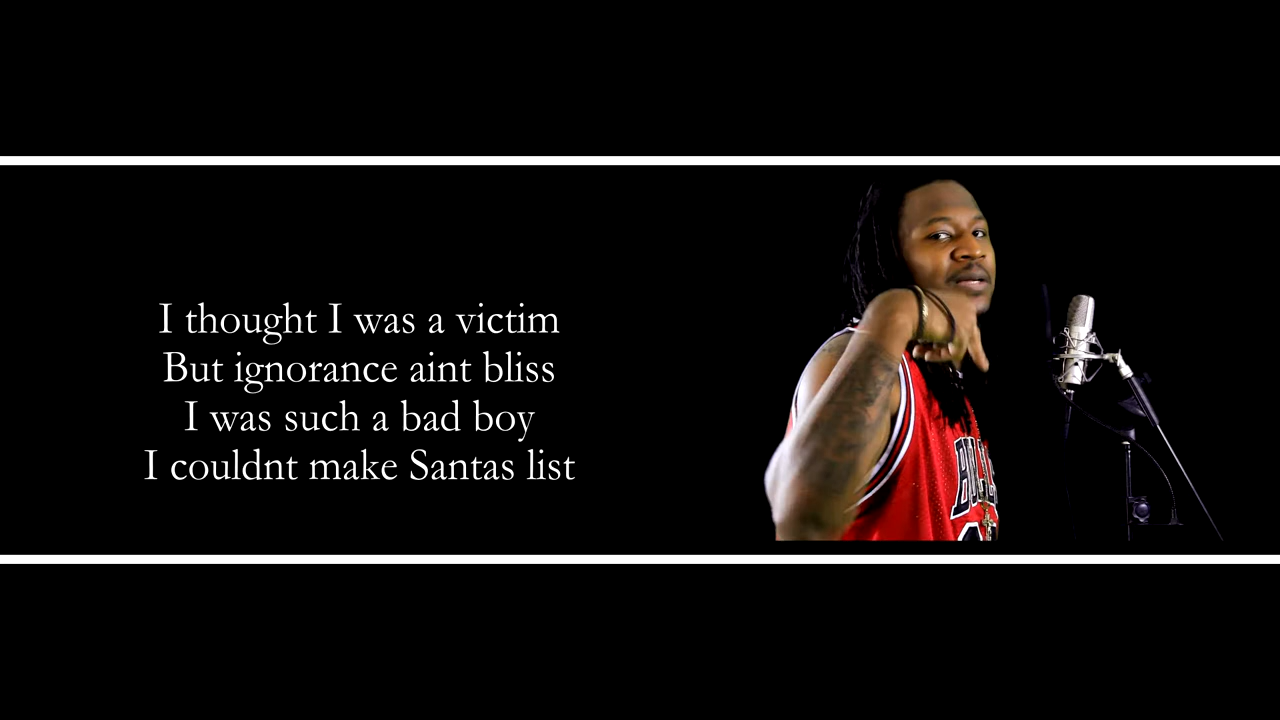 I thought I was a victim
But ignorance aint bliss
I was such a bad boy
I couldnt make Santas list